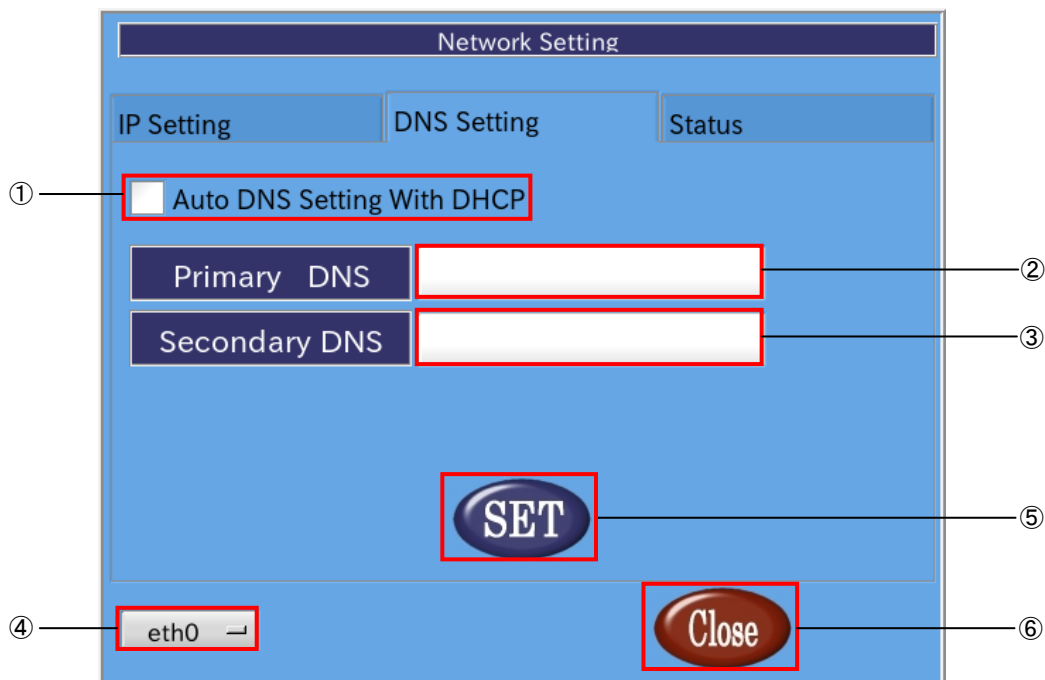 Network Setting
IP Setting DNS Setting Status
① Auto DNS Setting With DHCP
Primary DNS ②
Secondary DNS ③
SET ⑤
④ eth0 Close ⑥